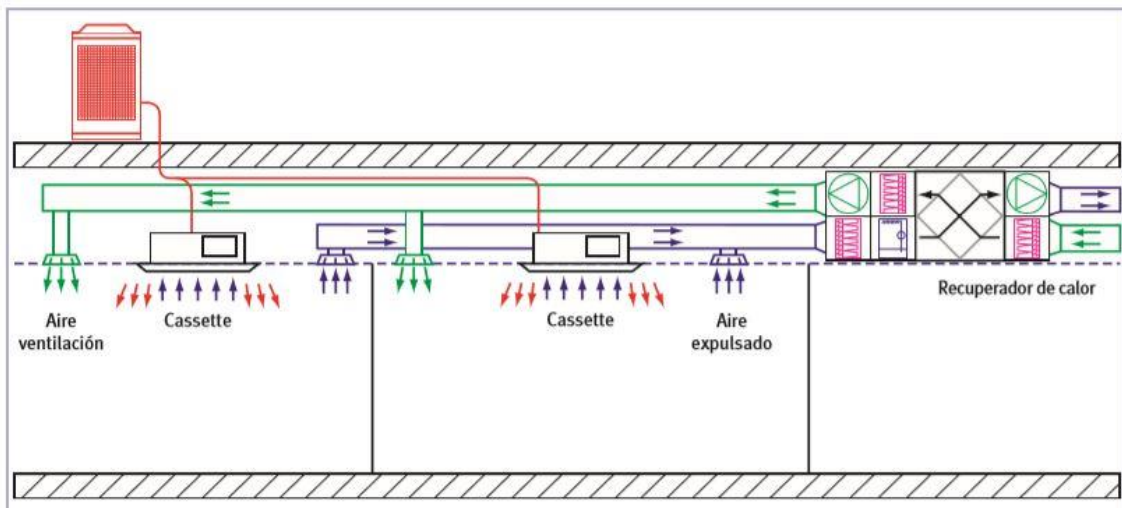 Recuperador de calor
Aire
ventilación
Cassette
Cassette
Aire
expulsado